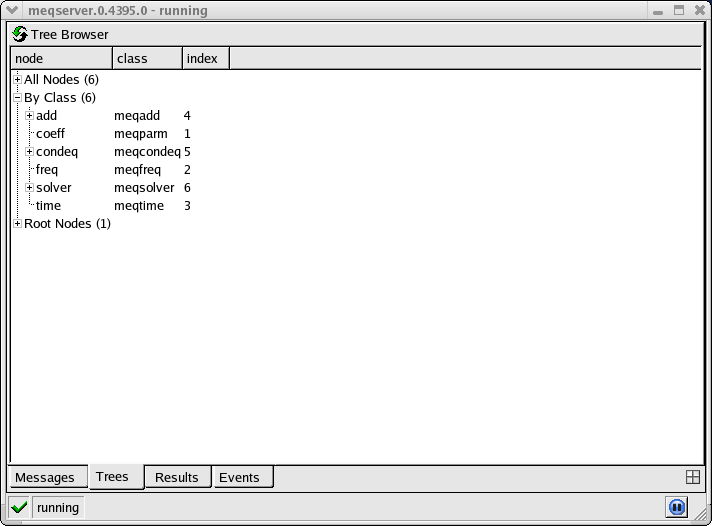 meqserver.0.4395.0 - running
Tree Browser
node class index
All Nodes (6)
By Class (6)
add meqadd 4
coeff meqparm 1
condeq meqcondeq 5
freq meqfreq 2
solver meqsolver 6
time meqtime 3
Root Nodes (1)
Messages Trees Results Events
running